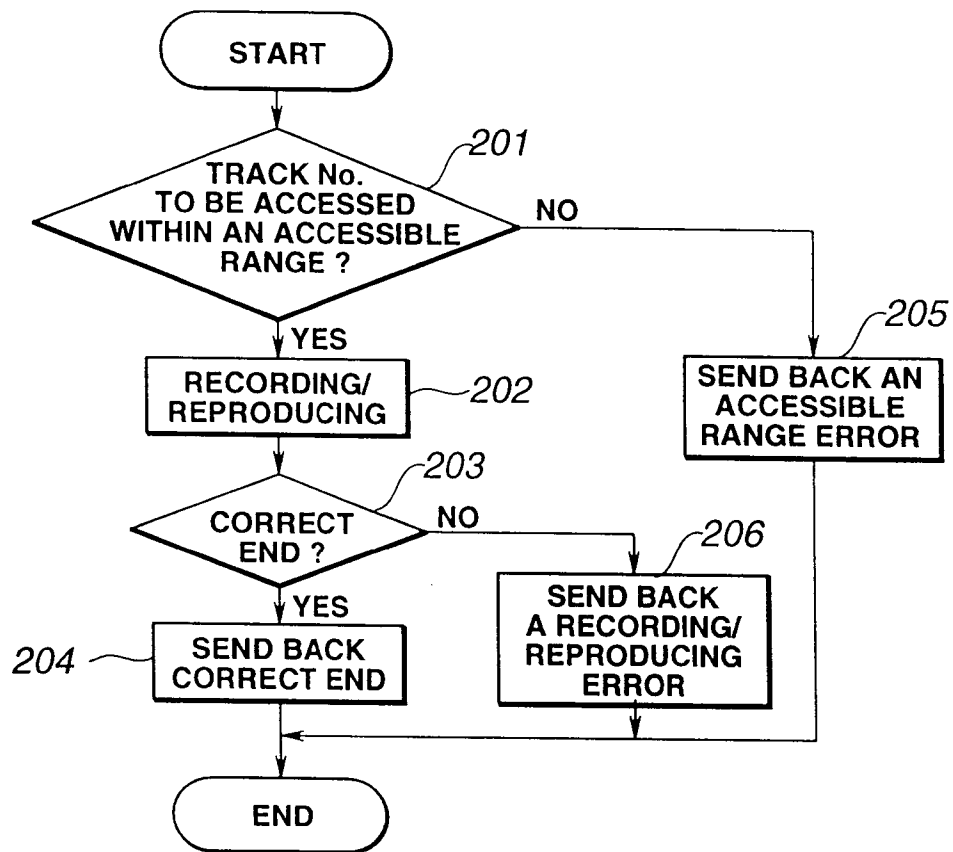 START
201
TRACK No.
TO BE ACCESSED
WITHIN AN ACCESSIBLE
RANGE ?
NO
YES
205
SEND BACK AN
ACCESSIBLE
RANGE ERROR
RECORDING/
REPRODUCING
202
203
CORRECT
END ?
NO
YES
206
SEND BACK
A RECORDING/
REPRODUCING
ERROR
204
SEND BACK
CORRECT END
END